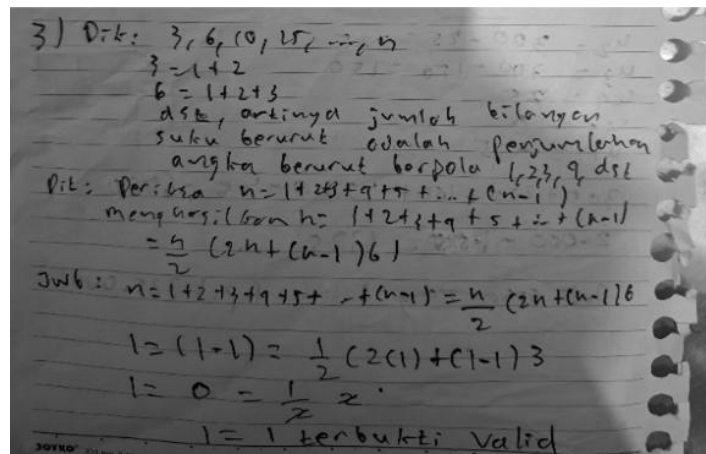 3) Dik: 3, 6, 10, 15, ..., n
3 = 1 + 2
6 = 1 + 2 + 3
dst, artinya jumlah bilangan
suku berurut adalah penjumlahan
angka berurut berpola 1, 2, 3, 4, dst
Dit: Periksa n = 1 + 2 + 3 + 4 + 5 + ... + (n-1)
menghasilkan n = 1 + 2 + 3 + 4 + 5 + ... + (n-1)
= n/2 (2n + (n-1)6)
Jwb: n = 1 + 2 + 3 + 4 + 5 + ... + (n-1) = n/2 (2n + (n-1)6
1 = (1-1) = 1/2 (2(1) + (1-1)3
1 = 0 = 1/2 2
1 = 1 terbukti valid
JOYKO